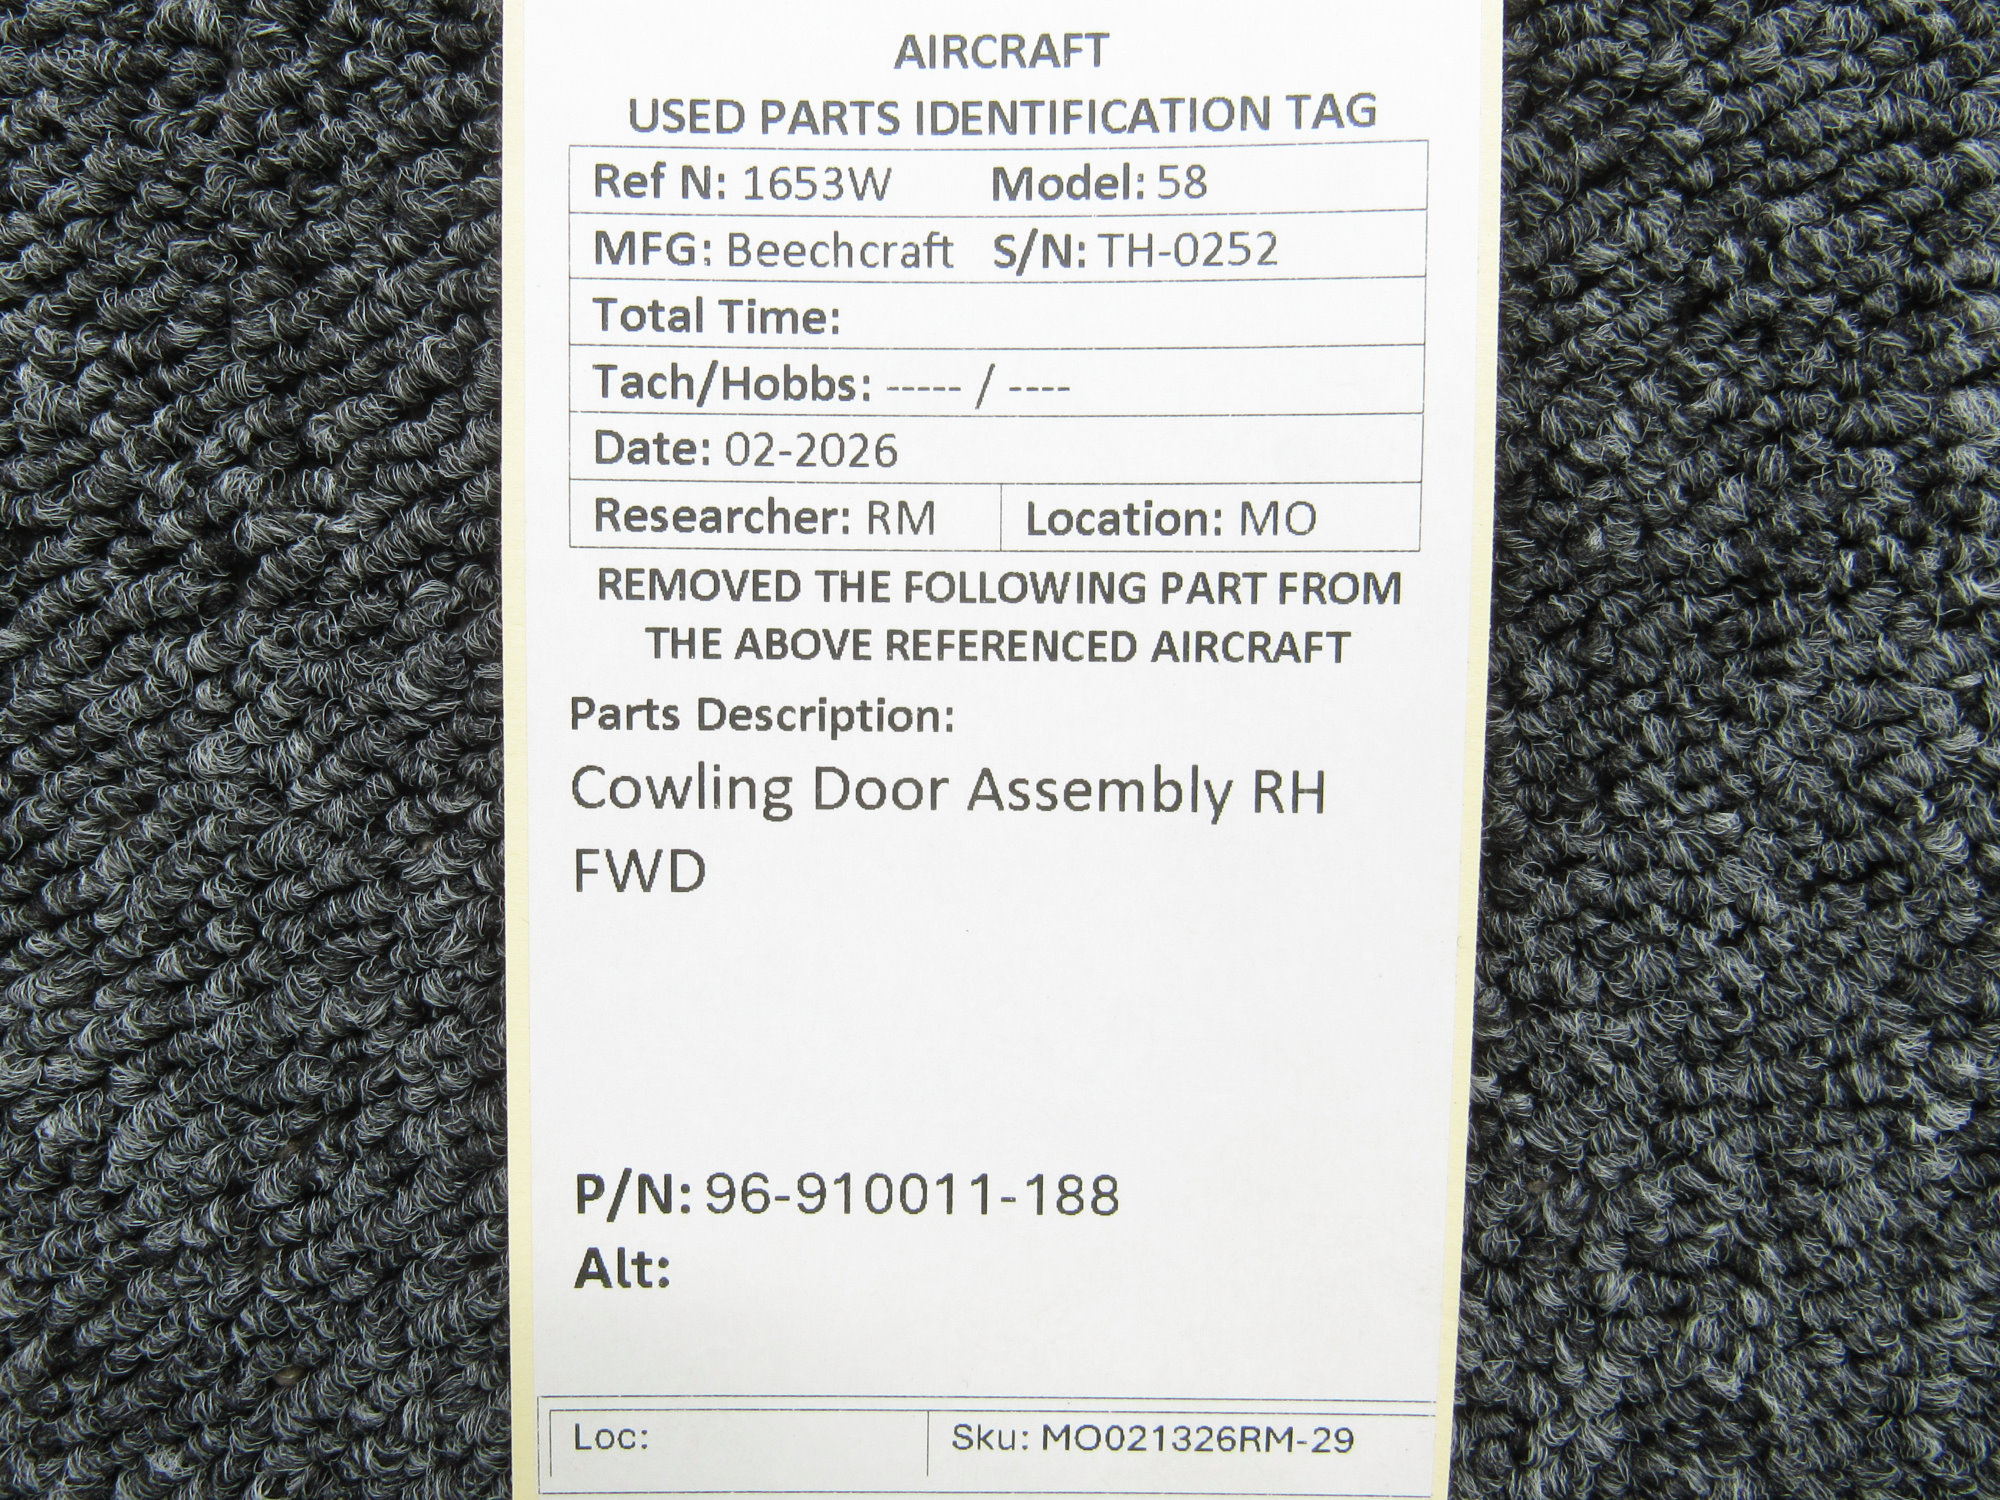 AIRCRAFT
USED PARTS IDENTIFICATION TAG
Ref N: 1653W Model: 58
MFG: Beechcraft S/N: TH-0252
Total Time:
Tach/Hobbs: ----- / ----
Date: 02-2026
Researcher: RM Location: MO
REMOVED THE FOLLOWING PART FROM
THE ABOVE REFERENCED AIRCRAFT
Parts Description:
Cowling Door Assembly RH
FWD
P/N: 96-910011-188
Alt:
Loc: Sku: MO021326RM-29